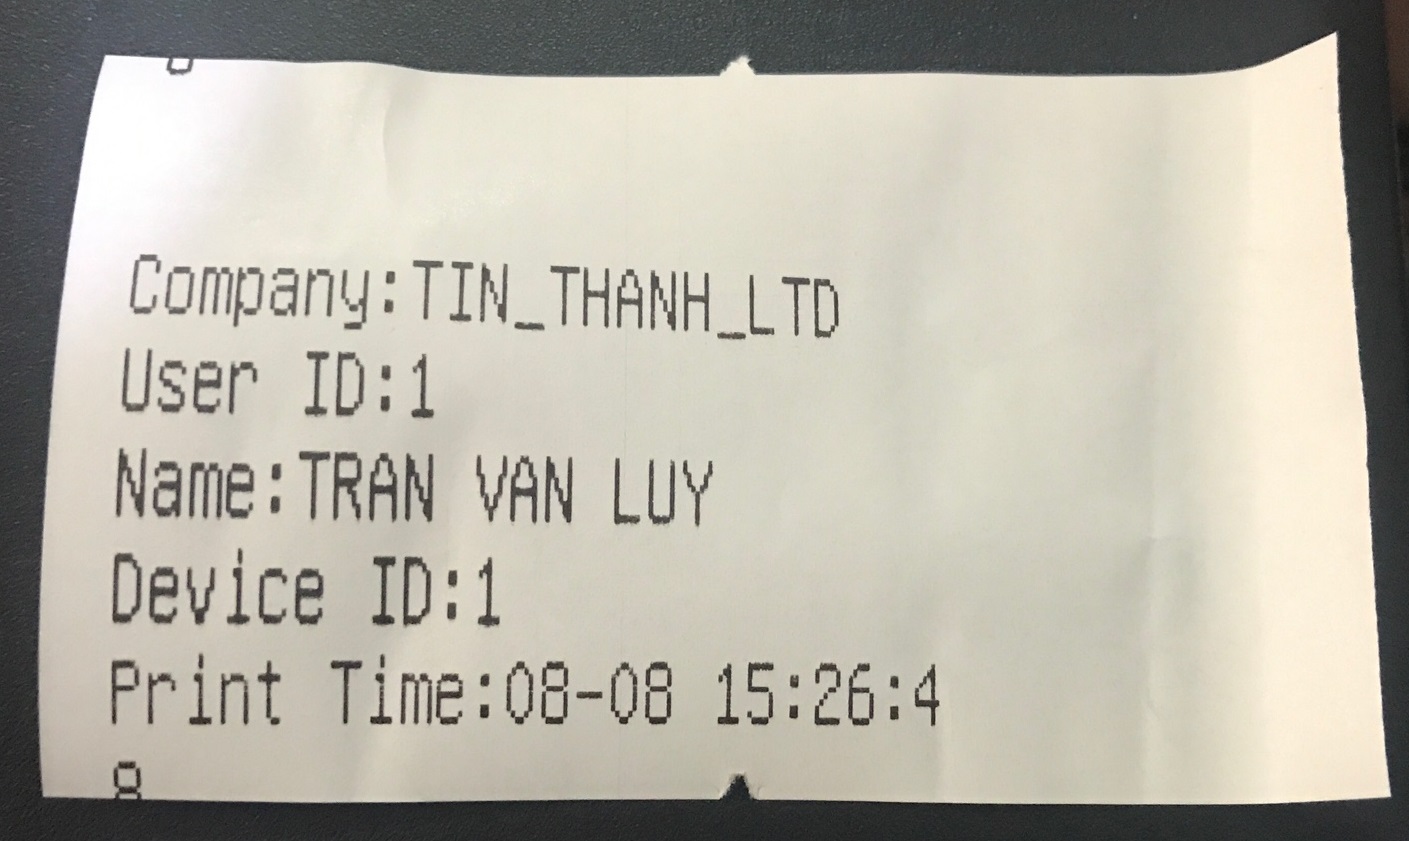 Company:TIN_THANH_LTD
User ID:1
Name:TRAN VAN LUY
Device ID:1
Print Time:08-08 15:26:4
8